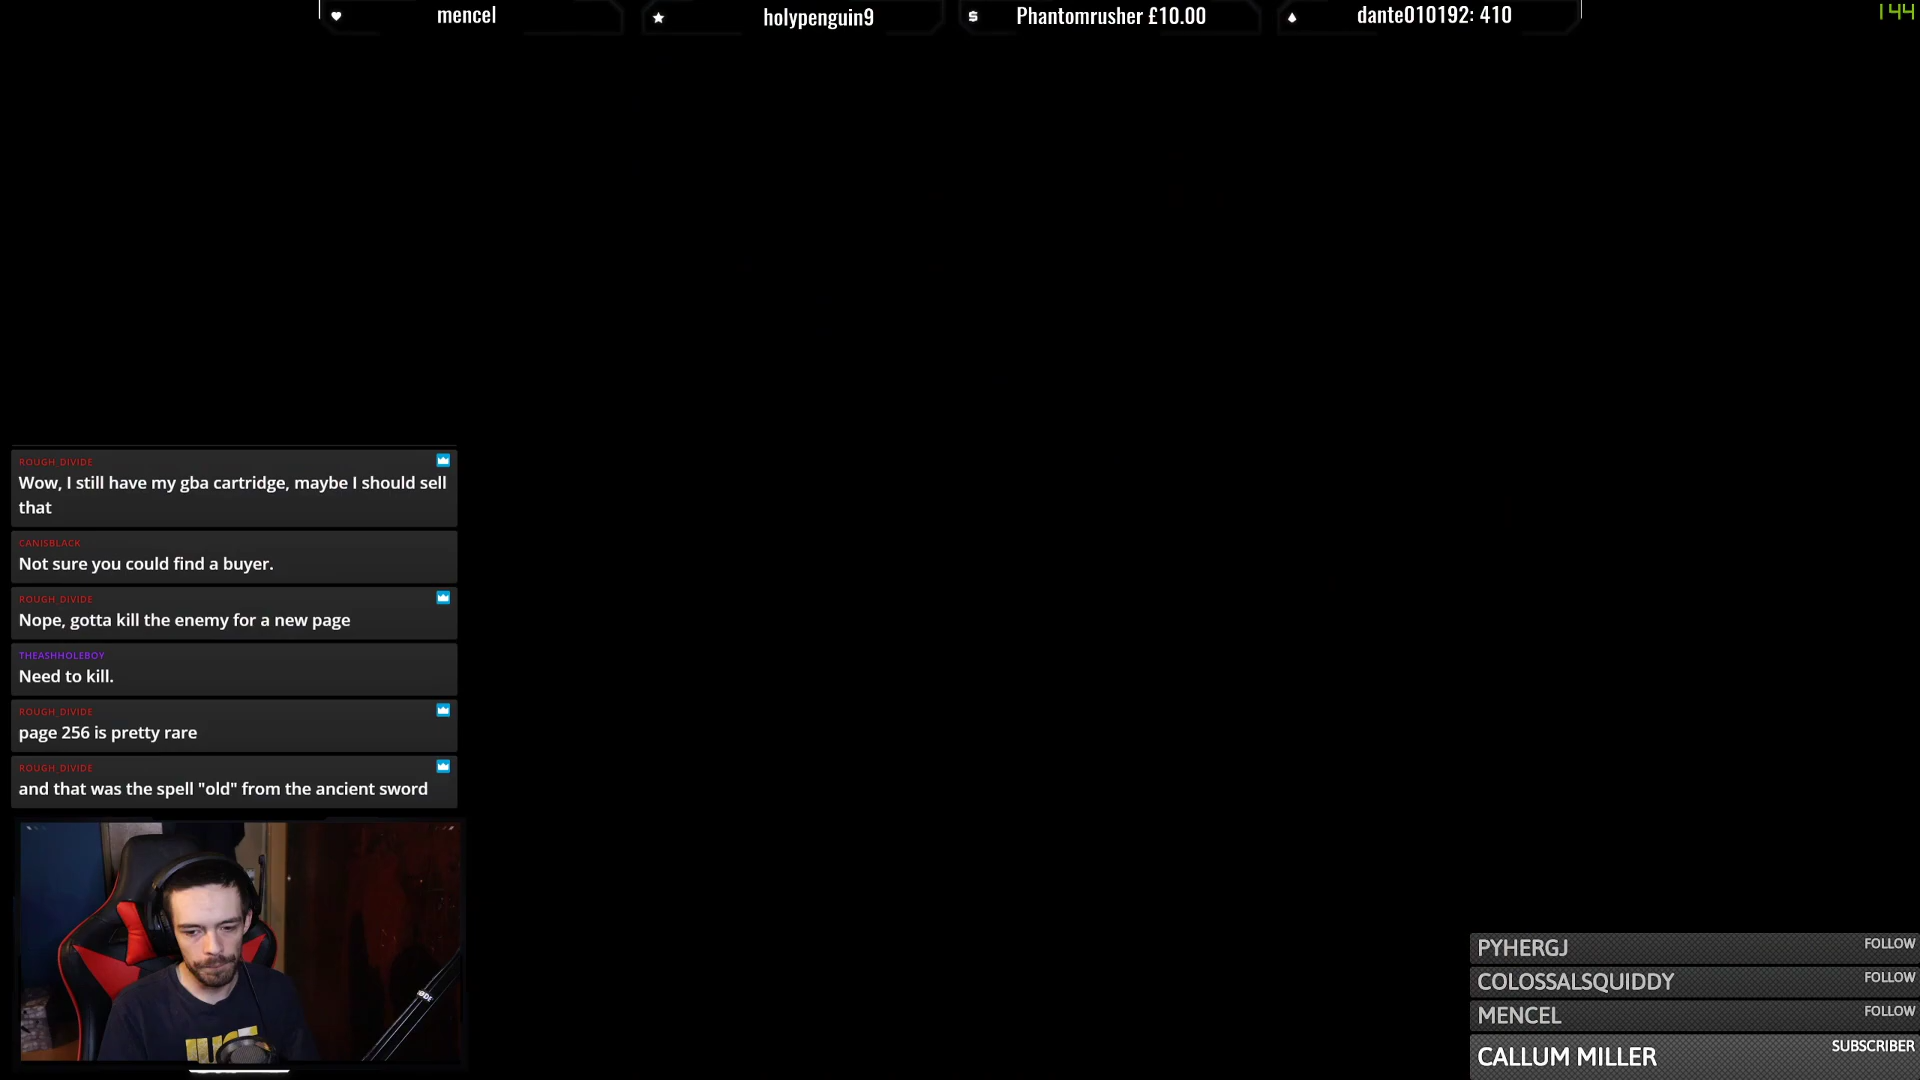 mencel
holypenguin9
Phantomrusher £10.00
dante010192: 410
144
ROUGH_DIVIDE
Wow, I still have my gba cartridge, maybe I should sell
that
CANISBLACK
Not sure you could find a buyer.
ROUGH_DIVIDE
Nope, gotta kill the enemy for a new page
THEASHHOLEBOY
Need to kill.
ROUGH_DIVIDE
page 256 is pretty rare
ROUGH_DIVIDE
and that was the spell "old" from the ancient sword
PYHERGJ FOLLOW
COLOSSALSQUIDDY FOLLOW
MENCEL FOLLOW
CALLUM MILLER SUBSCRIBER